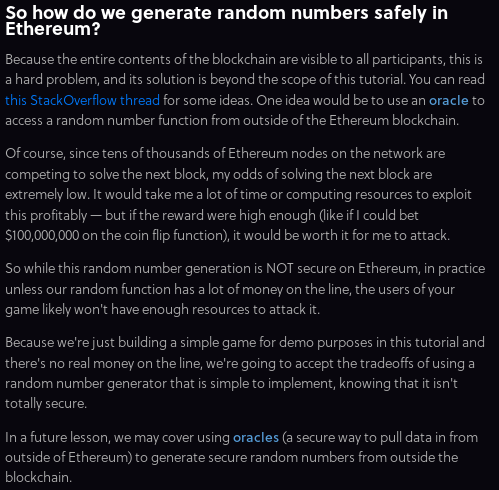 So how do we generate random numbers safely in
Ethereum?
Because the entire contents of the blockchain are visible to all participants, this is
a hard problem, and its solution is beyond the scope of this tutorial. You can read
this StackOverflow thread for some ideas. One idea would be to use an oracle to
access a random number function from outside of the Ethereum blockchain.
Of course, since tens of thousands of Ethereum nodes on the network are
competing to solve the next block, my odds of solving the next block are
extremely low. It would take me a lot of time or computing resources to exploit
this profitably — but if the reward were high enough (like if I could bet
$100,000,000 on the coin flip function), it would be worth it for me to attack.
So while this random number generation is NOT secure on Ethereum, in practice
unless our random function has a lot of money on the line, the users of your
game likely won't have enough resources to attack it.
Because we're just building a simple game for demo purposes in this tutorial and
there's no real money on the line, we're going to accept the tradeoffs of using a
random number generator that is simple to implement, knowing that it isn't
totally secure.
In a future lesson, we may cover using oracles (a secure way to pull data in from
outside of Ethereum) to generate secure random numbers from outside the
blockchain.